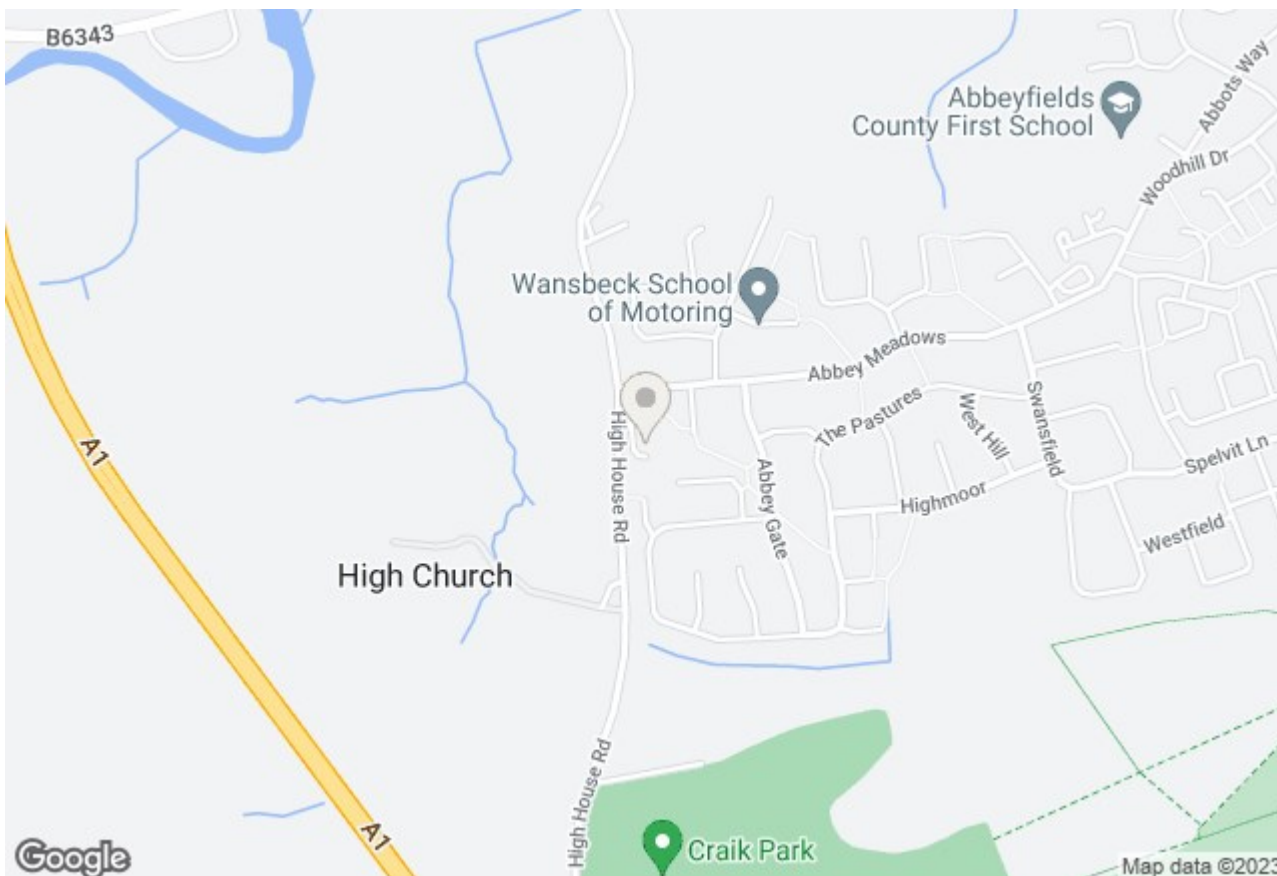 B6343
Abbeyfields
County First School
Abbots Way
Woodhill Dr
Wansbeck School
of Motoring
Abbey Meadows
The Pastures
West Hill
Swansfield
High House Rd
Abbey Gate
Spelvit Ln
Highmoor
Westfield
A1
High Church
High House Rd
A1
Craik Park
Google
Map data ©2023